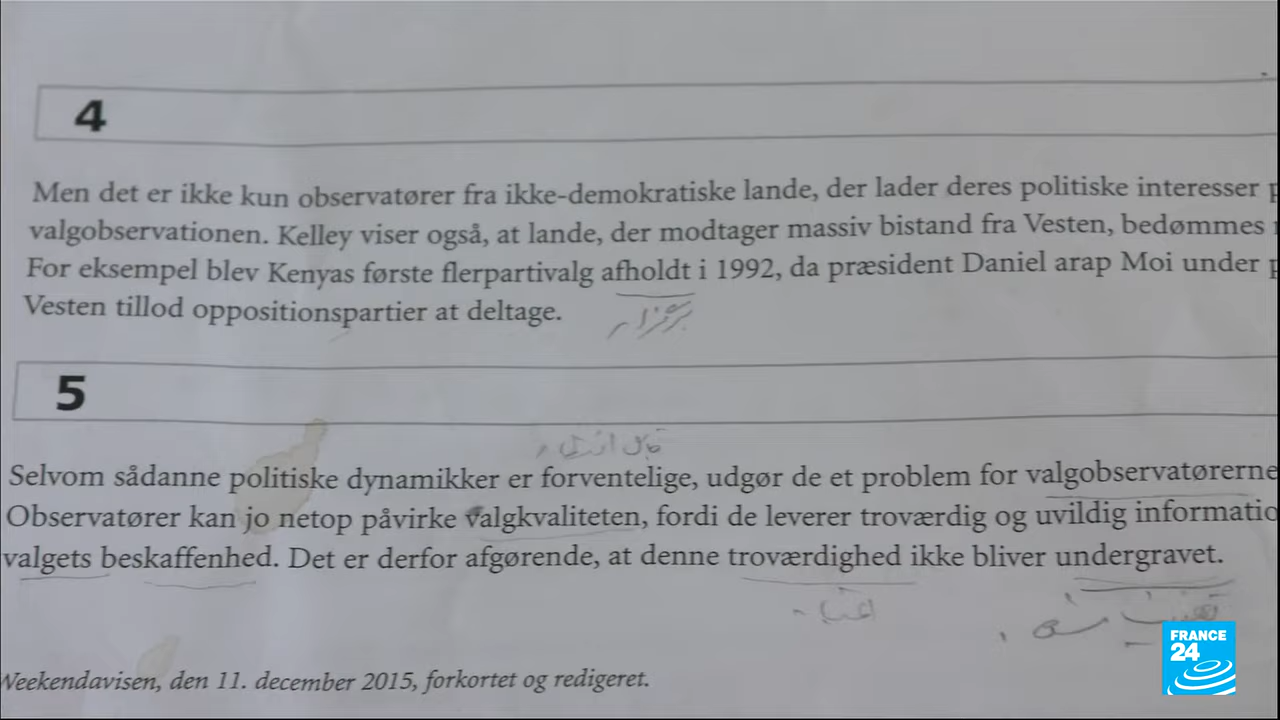 4
Men det er ikke kun observatører fra ikke-demokratiske lande, der lader deres politiske interesser
valgobservationen. Kelley viser også, at lande, der modtager massiv bistand fra Vesten, bedømmes
For eksempel blev Kenyas første flerpartivalg afholdt i 1992, da præsident Daniel arap Moi under
Vesten tillod oppositionspartier at deltage.
برگزار
5
Selvom sådanne politiske dynamikker er forventelige, udgør de et problem for valgobservatørerne
Observatører kan jo netop påvirke valgkvaliteten, fordi de leverer troværdig og uvildig informatio
valgets beskaffenhed. Det er derfor afgørende, at denne troværdighed ikke bliver undergravet.
Weekendavisen, den 11. december 2015, forkortet og redigeret.
FRANCE
24